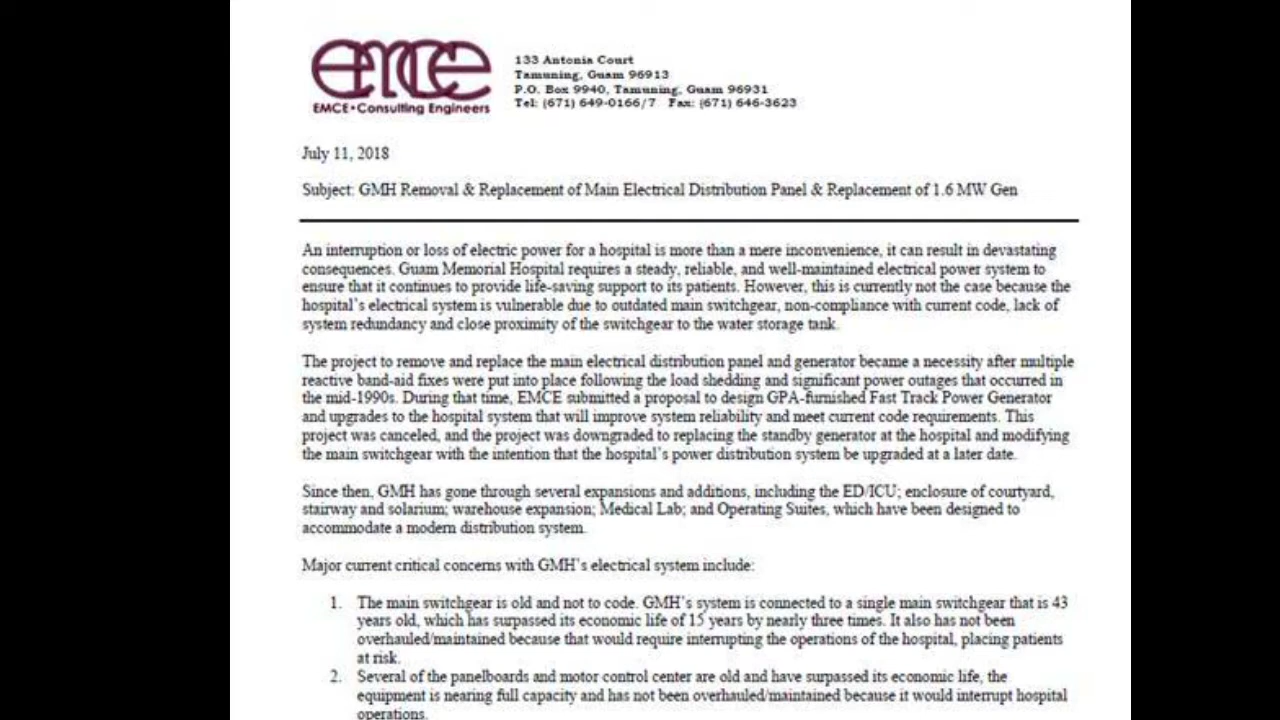 emce
EMCE•Consulting Engineers
133 Antonia Court
Tamuning, Guam 96913
P.O. Box 9940, Tamuning, Guam 96931
Tel: (671) 649-0166/7 Fax: (671) 646-3623
July 11, 2018
Subject: GMH Removal & Replacement of Main Electrical Distribution Panel & Replacement of 1.6 MW Gen
An interruption or loss of electric power for a hospital is more than a mere inconvenience, it can result in devastating
consequences. Guam Memorial Hospital requires a steady, reliable, and well-maintained electrical power system to
ensure that it continues to provide life-saving support to its patients. However, this is currently not the case because the
hospital's electrical system is vulnerable due to outdated main switchgear, non-compliance with current code, lack of
system redundancy and close proximity of the switchgear to the water storage tank.
The project to remove and replace the main electrical distribution panel and generator became a necessity after multiple
reactive band-aid fixes were put into place following the load shedding and significant power outages that occurred in
the mid-1990s. During that time, EMCE submitted a proposal to design GPA-furnished Fast Track Power Generator
and upgrades to the hospital system that will improve system reliability and meet current code requirements. This
project was canceled, and the project was downgraded to replacing the standby generator at the hospital and modifying
the main switchgear with the intention that the hospital's power distribution system be upgraded at a later date.
Since then, GMH has gone through several expansions and additions, including the ED/ICU; enclosure of courtyard,
stairway and solarium; warehouse expansion; Medical Lab; and Operating Suites, which have been designed to
accommodate a modern distribution system.
Major current critical concerns with GMH's electrical system include:
1. The main switchgear is old and not to code. GMH's system is connected to a single main switchgear that is 43
years old, which has surpassed its economic life of 15 years by nearly three times. It also has not been
overhauled/maintained because that would require interrupting the operations of the hospital, placing patients
at risk.
2. Several of the panelboards and motor control center are old and have surpassed its economic life, the
equipment is nearing full capacity and has not been overhauled/maintained because it would interrupt hospital
operations.